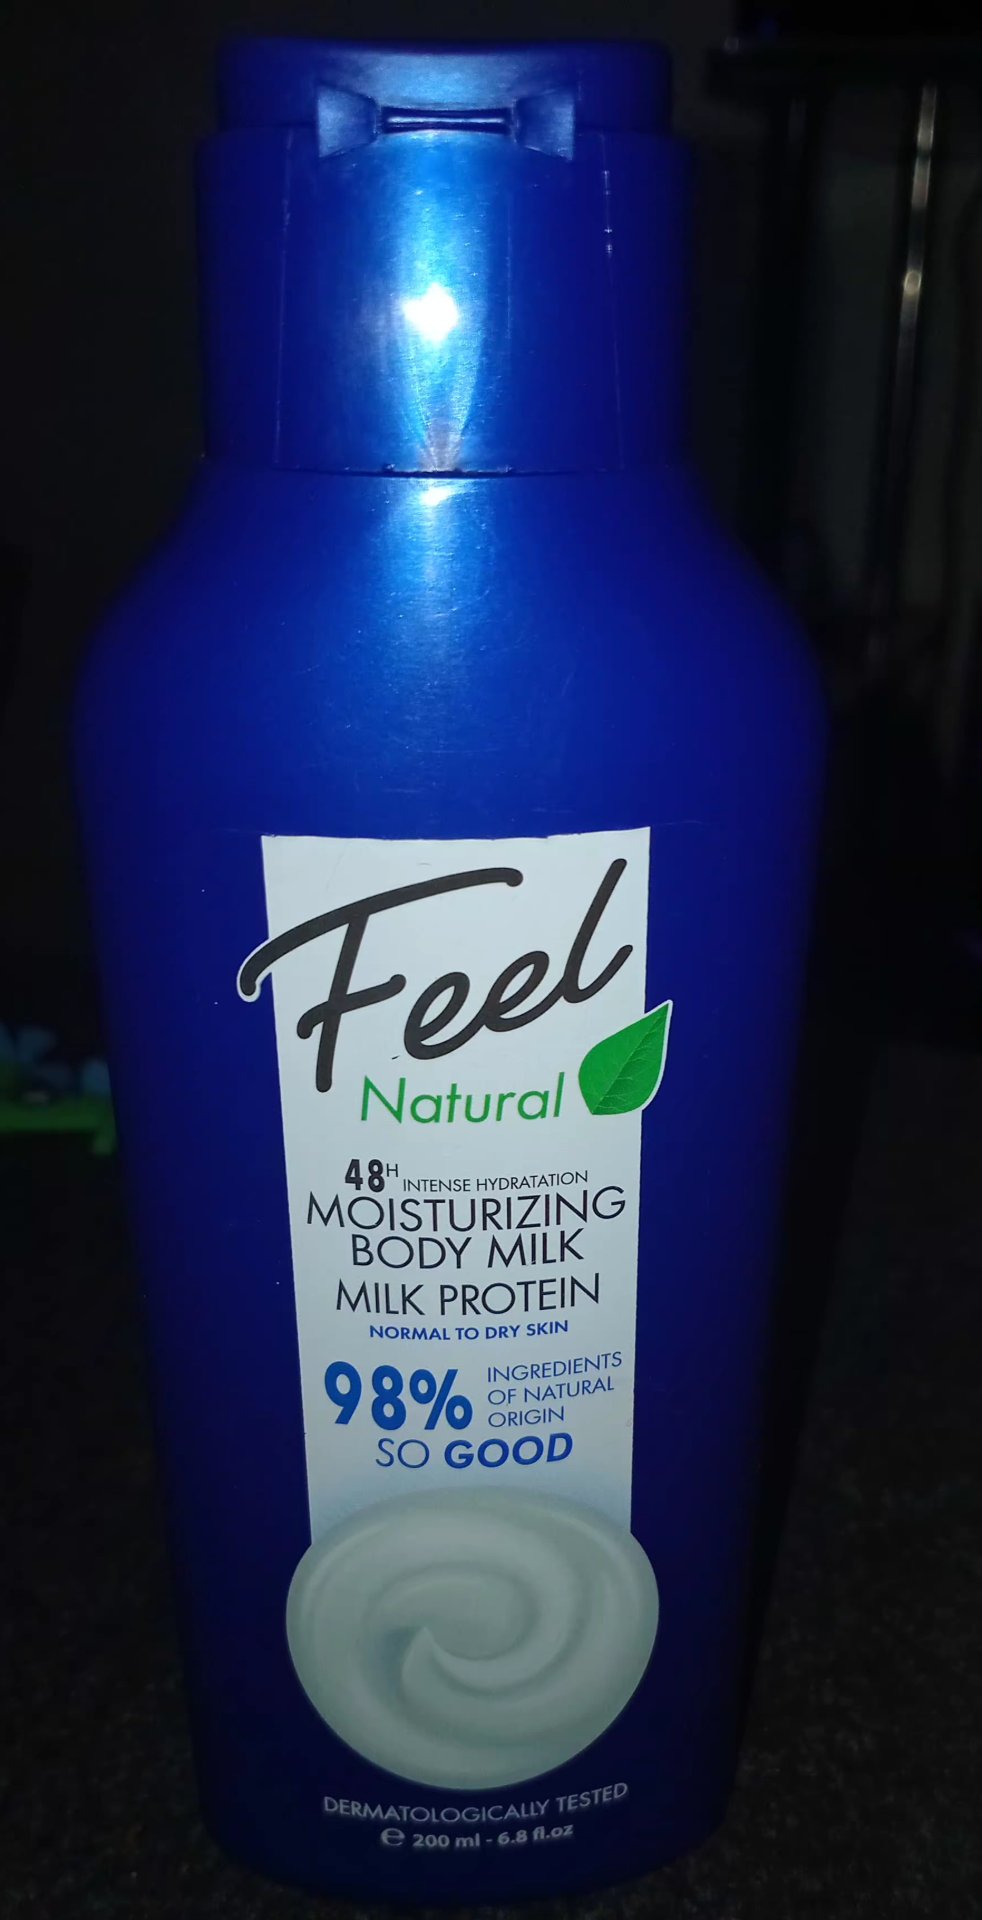 Feel
Natural
48H INTENSE HYDRATATION
MOISTURIZING
BODY MILK
MILK PROTEIN
NORMAL TO DRY SKIN
98% INGREDIENTS
OF NATURAL
ORIGIN
SO GOOD
DERMATOLOGICALLY TESTED
℮ 200 ml - 6.8 fl.oz